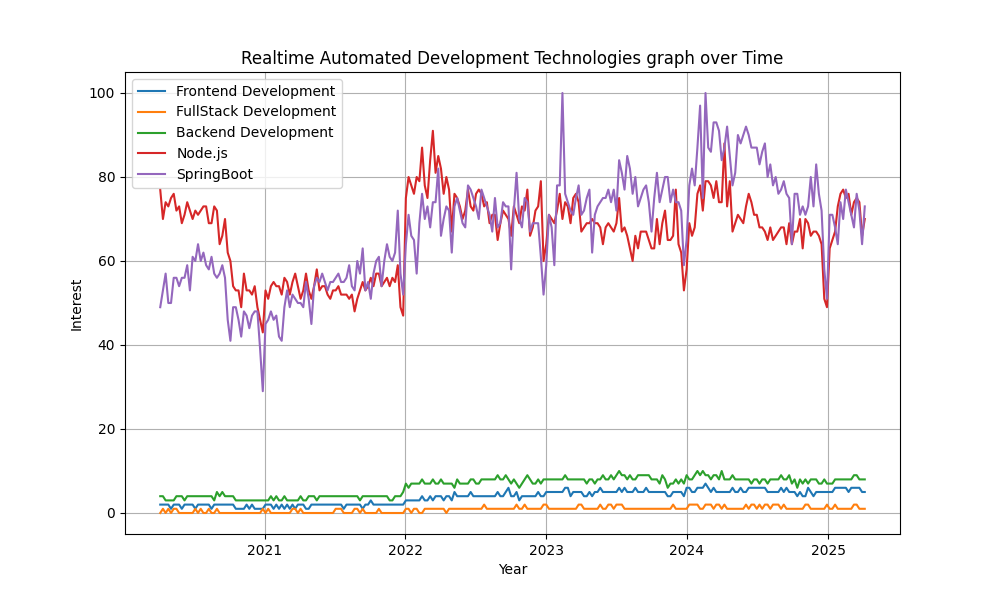 Realtime Automated Development Technologies graph over Time
100
80
60
40
20
0
Interest
Frontend Development
FullStack Development
Backend Development
Node.js
SpringBoot
2021 2022 2023 2024 2025
Year